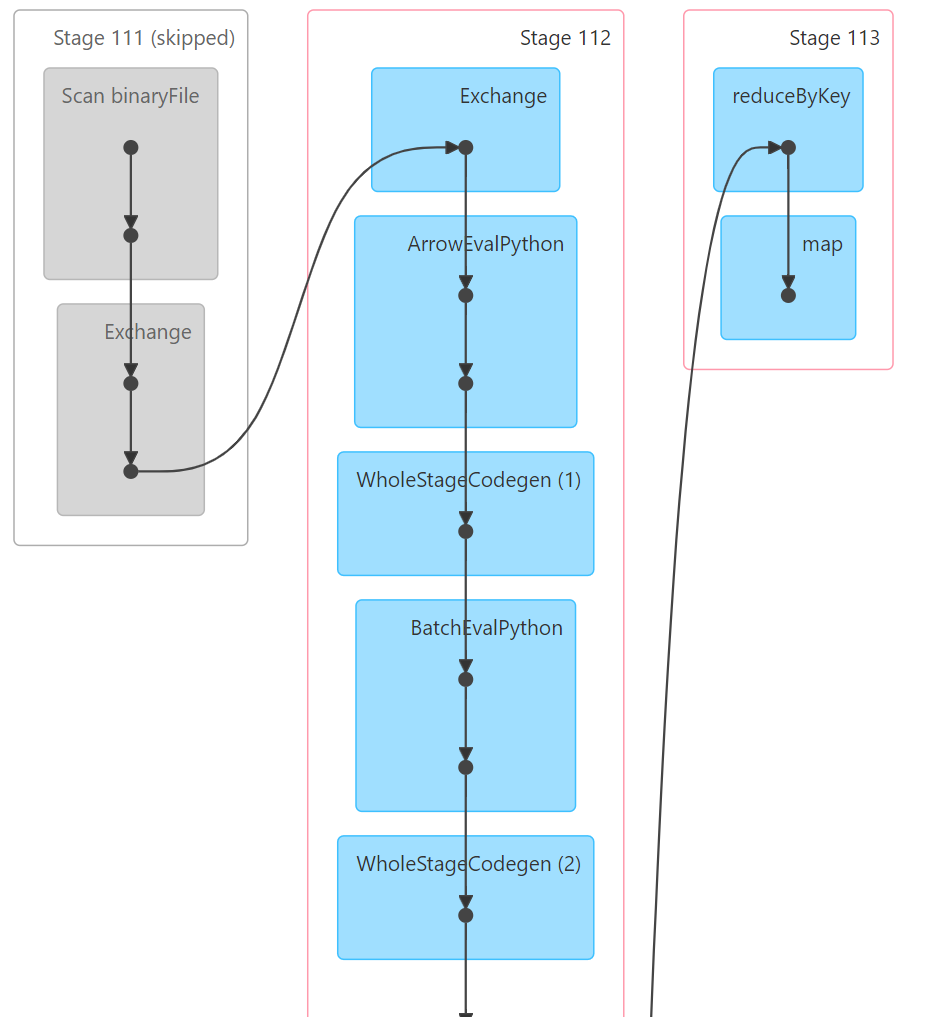 Stage 111 (skipped)
Scan binaryFile
Exchange
Stage 112
Exchange
ArrowEvalPython
WholeStageCodegen (1)
BatchEvalPython
WholeStageCodegen (2)
Stage 113
reduceByKey
map